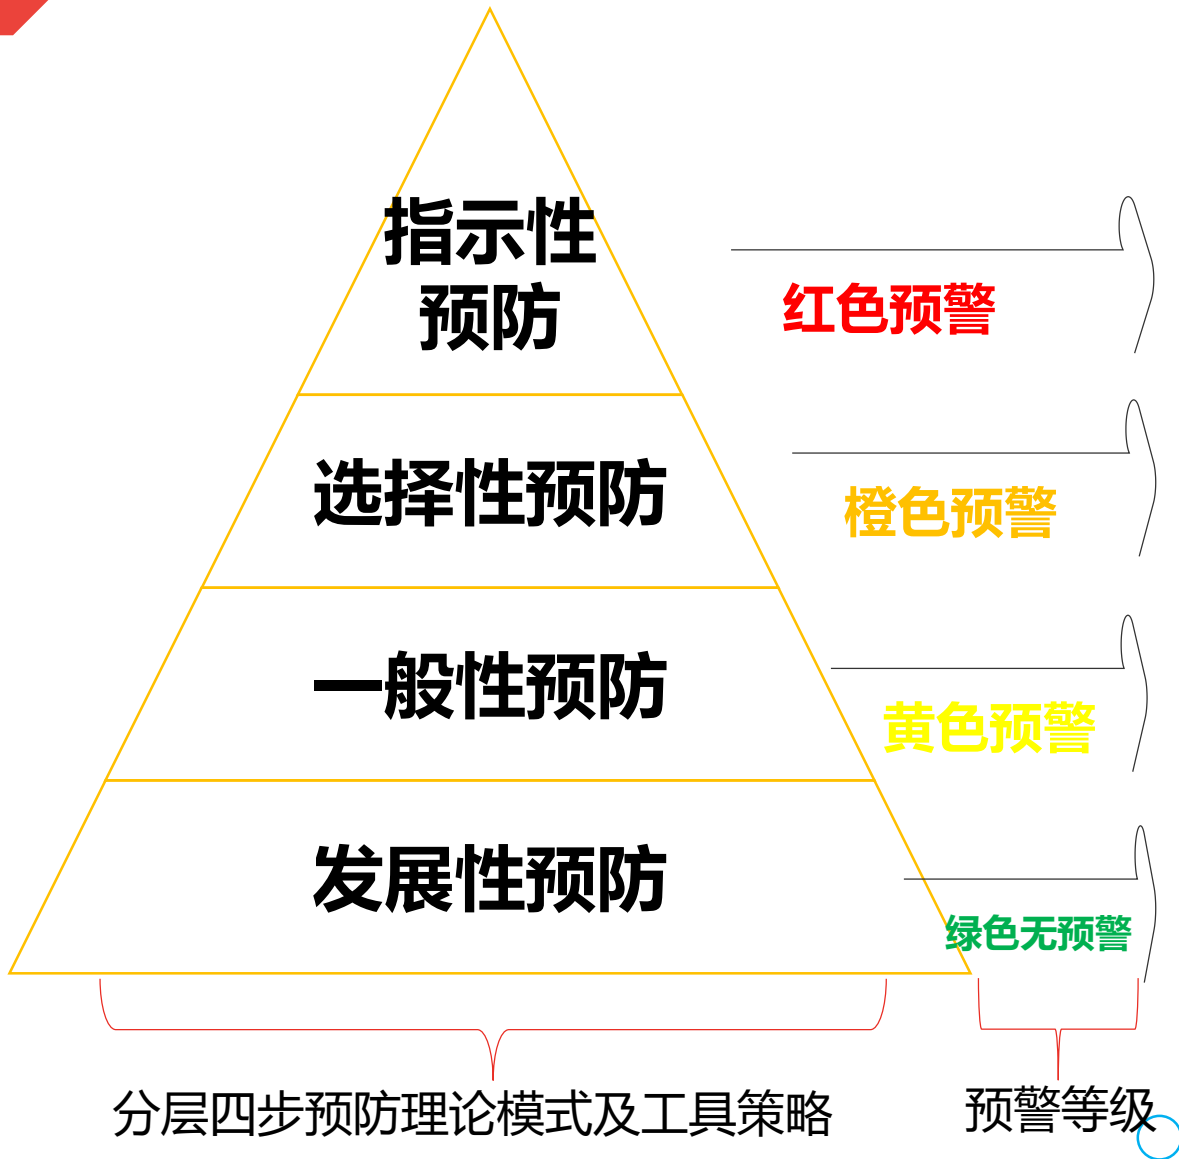 指示性
预防
红色预警
选择性预防
橙色预警
一般性预防
黄色预警
发展性预防
绿色无预警
分层四步预防理论模式及工具策略
预警等级